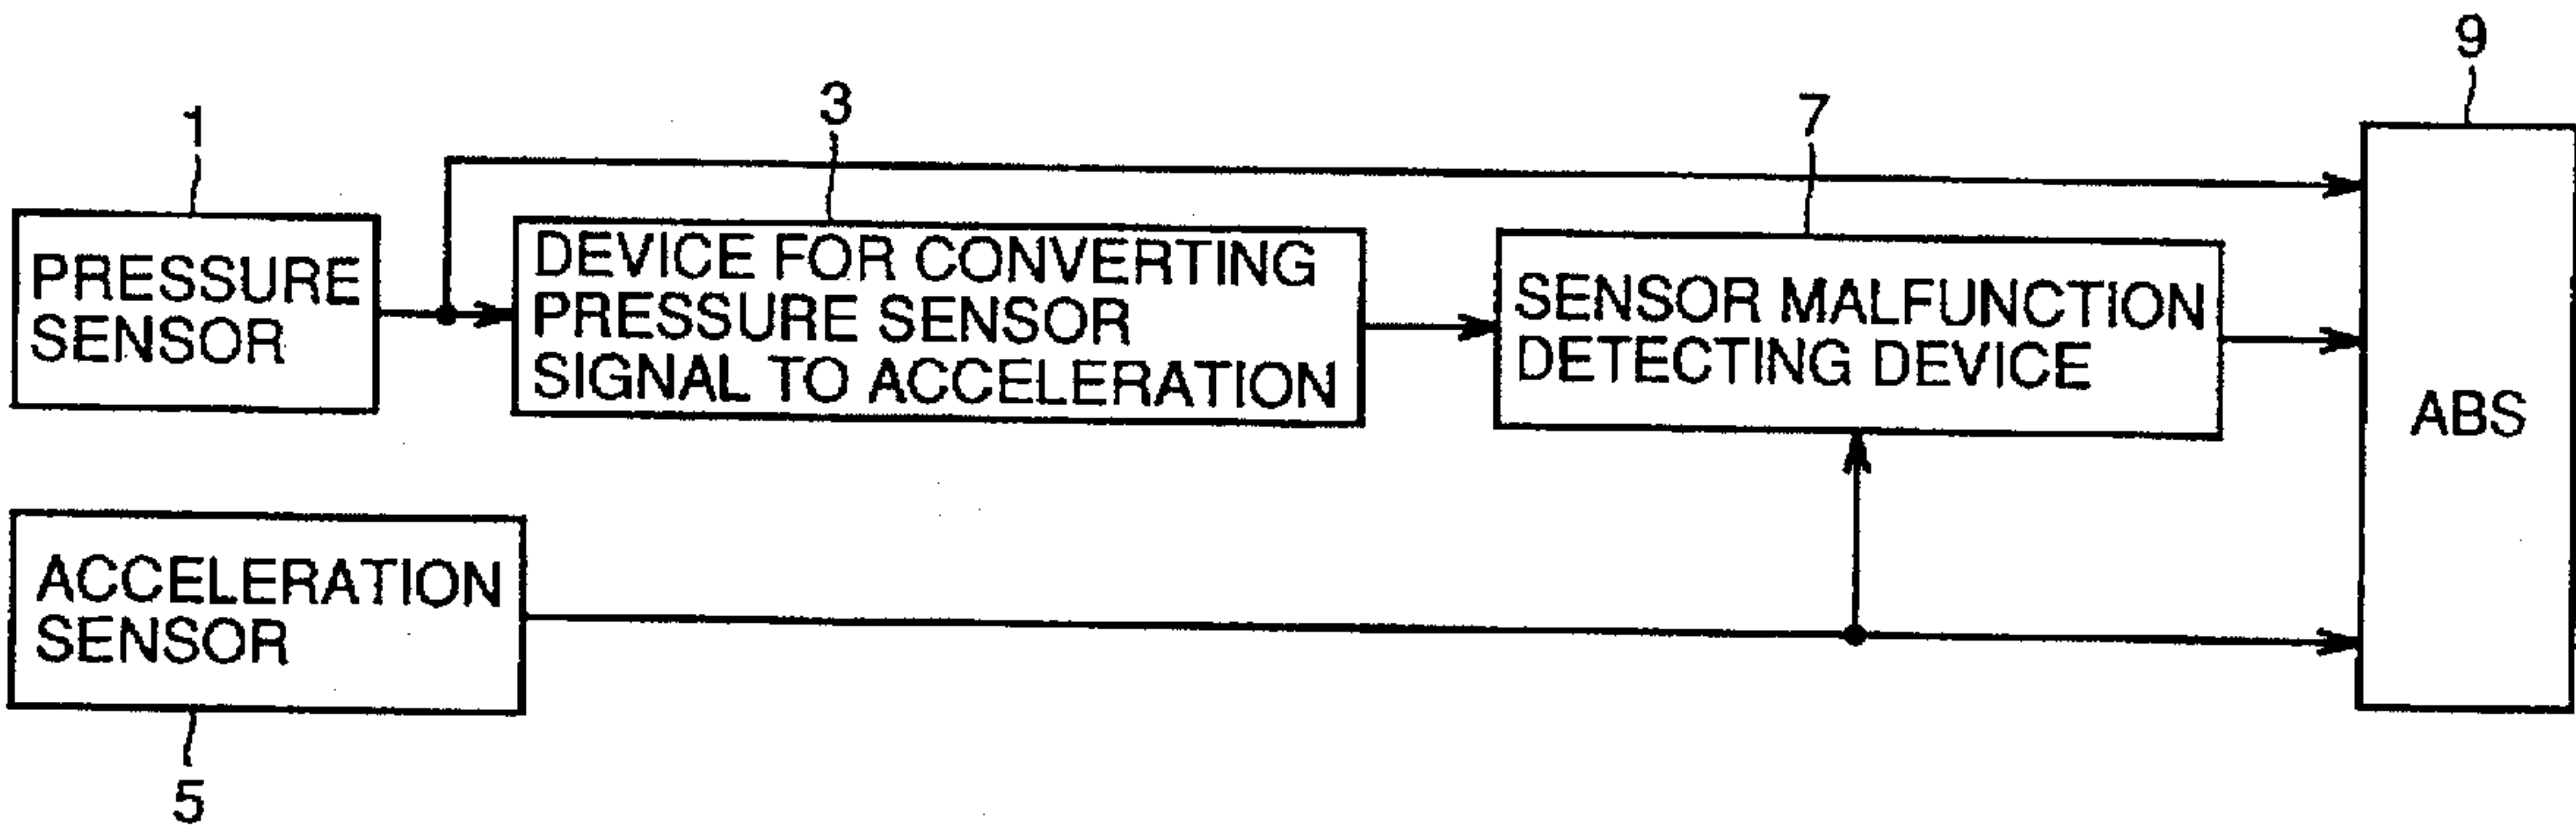 9
3
7
1
PRESSURE
SENSOR
DEVICE FOR CONVERTING
PRESSURE SENSOR
SIGNAL TO ACCELERATION
SENSOR MALFUNCTION
DETECTING DEVICE
ABS
ACCELERATION
SENSOR
5